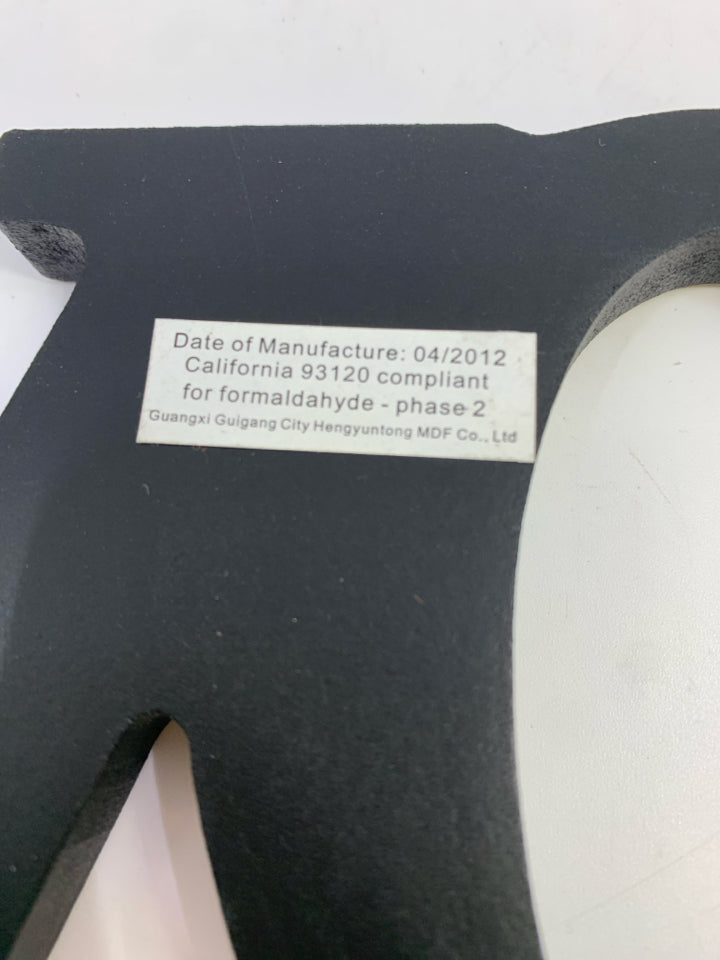 Date of Manufacture: 04/2012
California 93120 compliant
for formaldahyde - phase 2
Guangxi Guigang City Hengyuntong MDF Co., Ltd